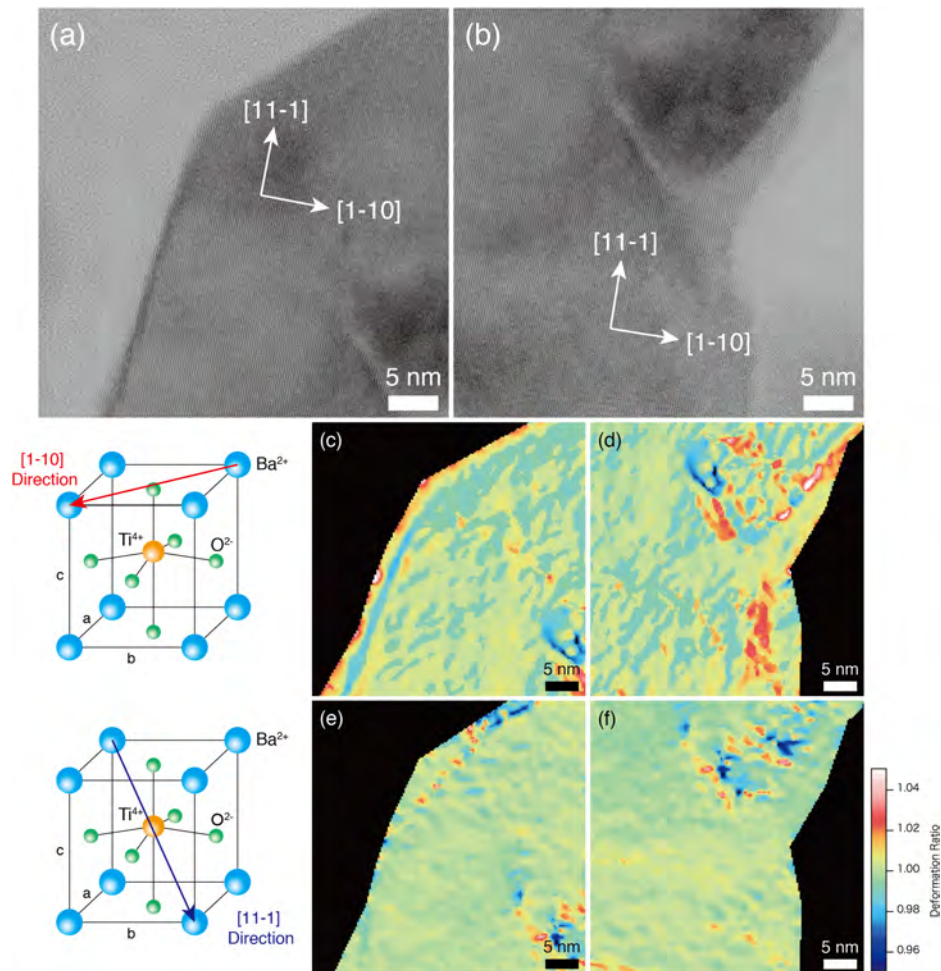 (a)
[11-1]
[1-10]
5 nm
(b)
[11-1]
[1-10]
5 nm
[1-10]
Direction
Ba2+
Ti4+
O2-
c
a
b
(c)
5 nm
(d)
5 nm
Ba2+
Ti4+
O2-
c
a
b
[11-1]
Direction
(e)
5 nm
(f)
5 nm
1.04
1.02
1.00
0.98
0.96
Deformation Ratio